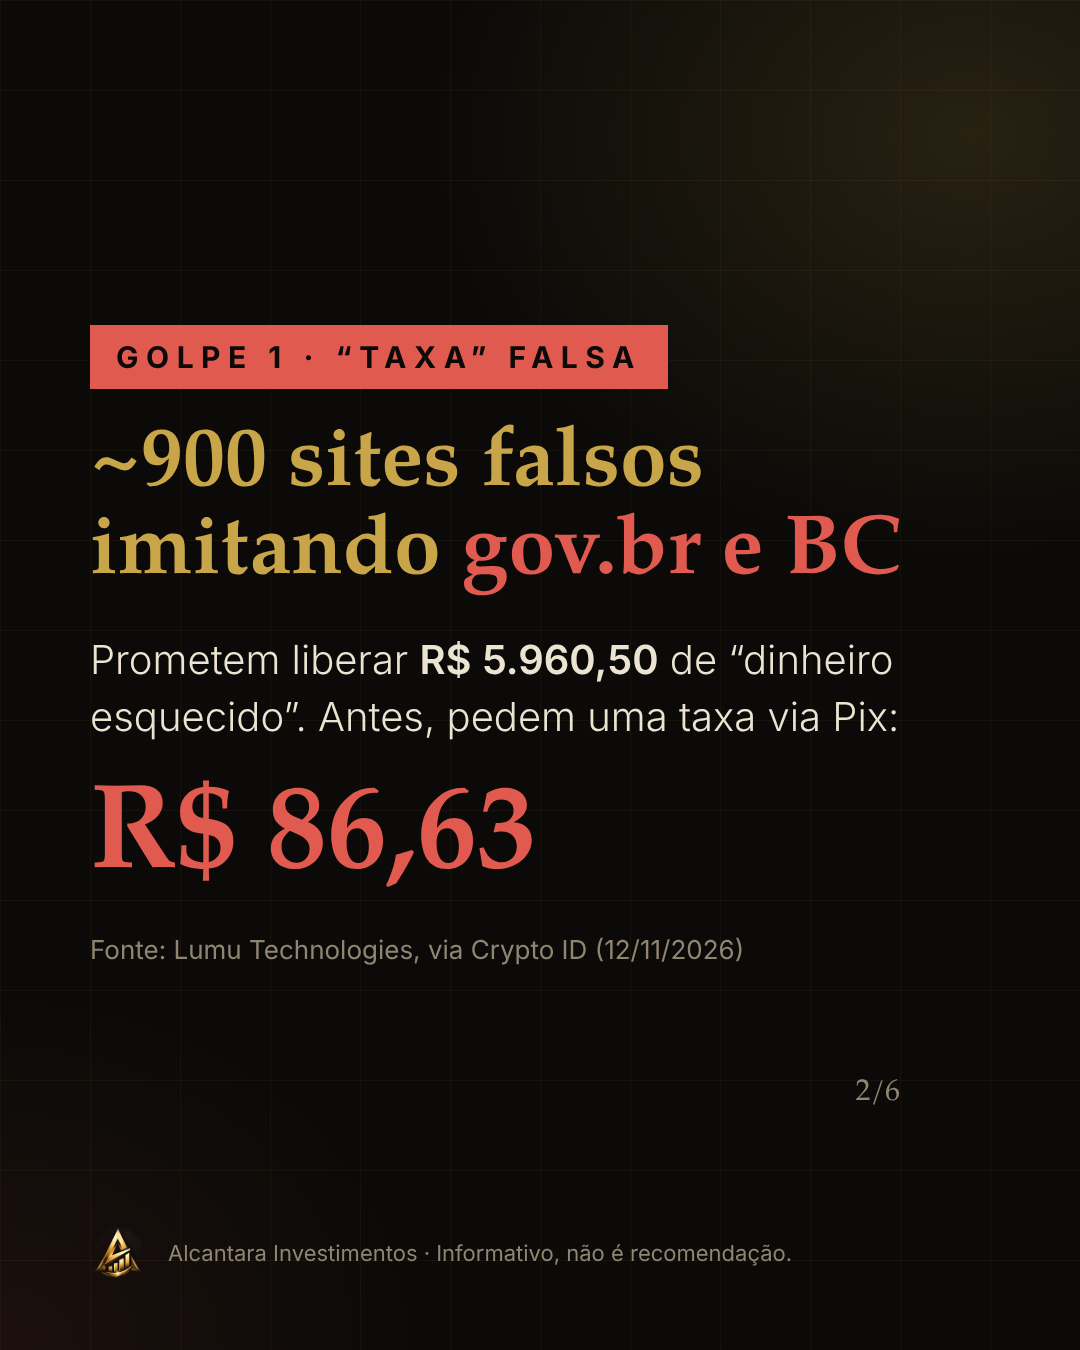 GOLPE 1 · “TAXA” FALSA
~900 sites falsos
imitando gov.br e BC
Prometem liberar R$ 5.960,50 de “dinheiro
esquecido”. Antes, pedem uma taxa via Pix:
R$ 86,63
Fonte: Lumu Technologies, via Crypto ID (12/11/2026)
2/6
Alcantara Investimentos · Informativo, não é recomendação.